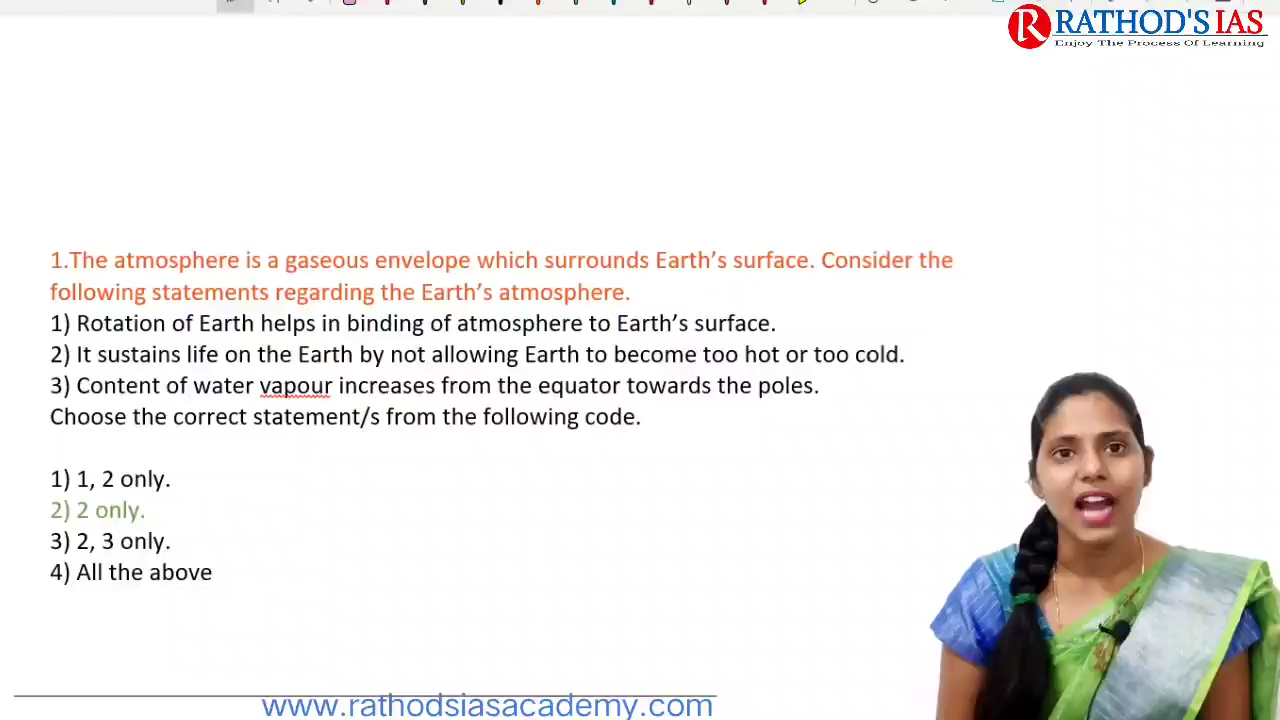 RATHOD'S IAS
Enjoy The Process Of Learning
1.The atmosphere is a gaseous envelope which surrounds Earth’s surface. Consider the
following statements regarding the Earth’s atmosphere.
1) Rotation of Earth helps in binding of atmosphere to Earth’s surface.
2) It sustains life on the Earth by not allowing Earth to become too hot or too cold.
3) Content of water vapour increases from the equator towards the poles.
Choose the correct statement/s from the following code.
1) 1, 2 only.
2) 2 only.
3) 2, 3 only.
4) All the above
www.rathodsiasacademy.com